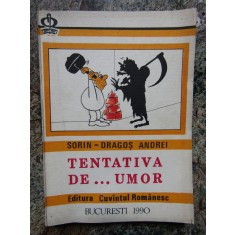 SORIN - DRAGOȘ ANDREI
TENTATIVA
DE ... UMOR
Editura Cuvîntul Românesc
BUCUREȘTI 1990